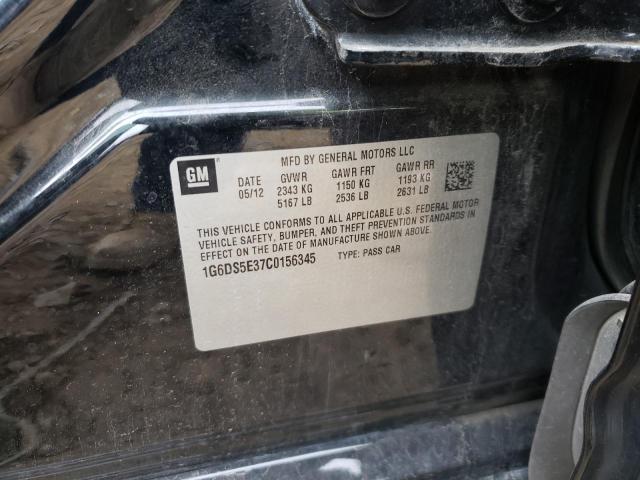 GM
MFD BY GENERAL MOTORS LLC
DATE GVWR GAWR FRT GAWR RR
05/12 2343 KG 1150 KG 1193 KG
5167 LB 2536 LB 2631 LB
THIS VEHICLE CONFORMS TO ALL APPLICABLE U.S. FEDERAL MOTOR
VEHICLE SAFETY, BUMPER, AND THEFT PREVENTION STANDARDS IN
EFFECT ON THE DATE OF MANUFACTURE SHOWN ABOVE.
1G6DS5E37C0156345 TYPE: PASS CAR